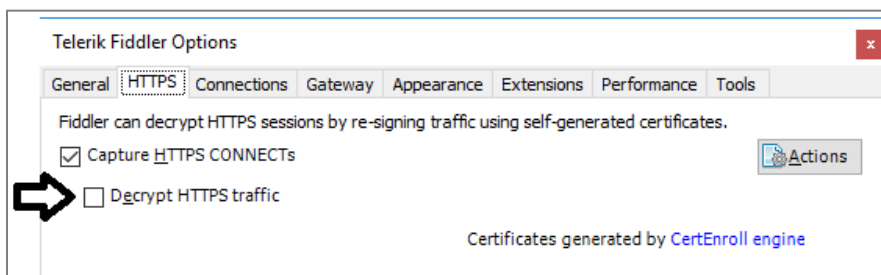 Telerik Fiddler Options
x
General HTTPS Connections Gateway Appearance Extensions Performance Tools
Fiddler can decrypt HTTPS sessions by re-signing traffic using self-generated certificates.
Capture HTTPS CONNECTs
Actions
Decrypt HTTPS traffic
Certificates generated by CertEnroll engine